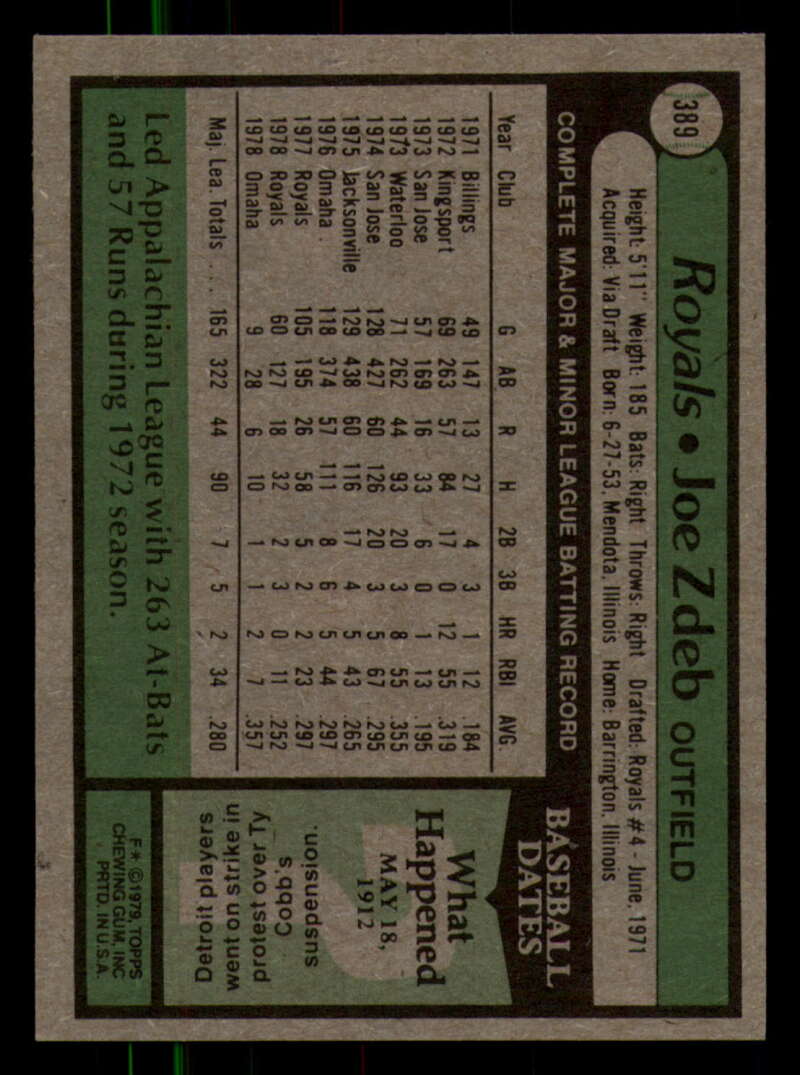 389
Royals • Joe Zdeb OUTFIELD
Height: 5'11" Weight: 185 Bats: Right Throws: Right Drafted: Royals #4 - June, 1971
Acquired: Via Draft Born: 6-27-53, Mendota, Illinois Home: Barrington, Illinois
COMPLETE MAJOR & MINOR LEAGUE BATTING RECORD
Year Club G AB R H 2B 3B HR RBI AVG.
1971 Billings 49 147 13 27 4 3 1 12 .184
1972 Kingsport 69 263 57 84 17 0 12 55 .319
1973 San Jose 57 169 16 33 6 0 1 13 .195
1973 Waterloo 71 262 44 93 20 3 8 55 .355
1974 San Jose 128 427 60 126 20 3 5 67 .295
1975 Jacksonville 129 438 60 116 17 4 5 43 .265
1976 Omaha 118 374 57 111 8 6 5 44 .297
1977 Royals 105 195 26 58 5 2 2 23 .297
1978 Royals 60 127 18 32 2 3 0 11 .252
1978 Omaha 9 28 6 10 1 1 2 7 .357
Maj. Lea. Totals .... 165 322 44 90 7 5 2 34 .280
Led Appalachian League with 263 At-Bats
and 57 Runs during 1972 season.
BASEBALL
DATES
What
Happened
MAY 18,
1912
Detroit players
went on strike in
protest over Ty
Cobb's
suspension.
F* ©1979, TOPPS
CHEWING GUM, INC
PRTD. IN U.S.A.